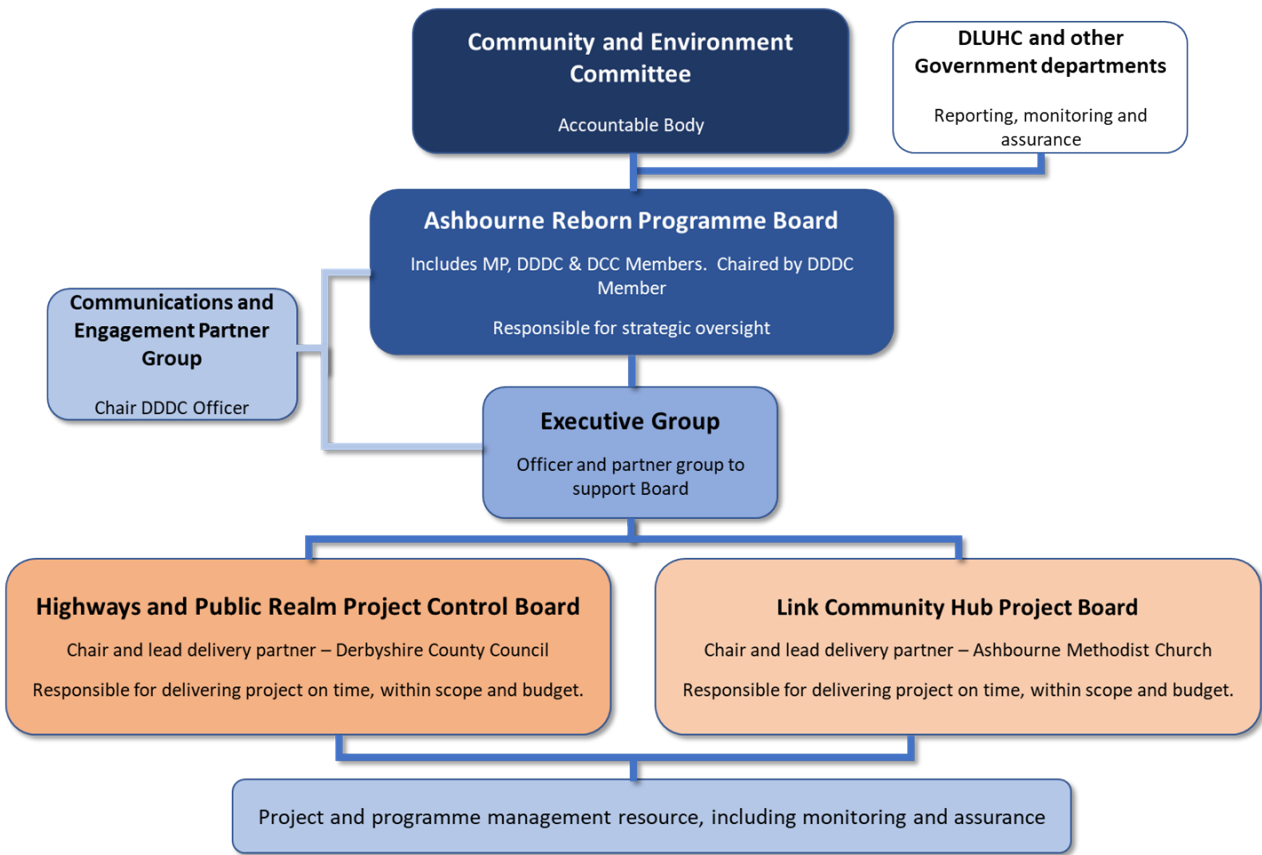 Community and Environment
Committee
Accountable Body
DLUHC and other
Government departments
Reporting, monitoring and
assurance
Ashbourne Reborn Programme Board
Includes MP, DDDC & DCC Members.  Chaired by DDDC
Member
Responsible for strategic oversight
Communications and
Engagement Partner
Group
Chair DDDC Officer
Executive Group
Officer and partner group to
support Board
Highways and Public Realm Project Control Board
Chair and lead delivery partner – Derbyshire County Council
Responsible for delivering project on time, within scope and budget.
Link Community Hub Project Board
Chair and lead delivery partner – Ashbourne Methodist Church
Responsible for delivering project on time, within scope and budget.
Project and programme management resource, including monitoring and assurance